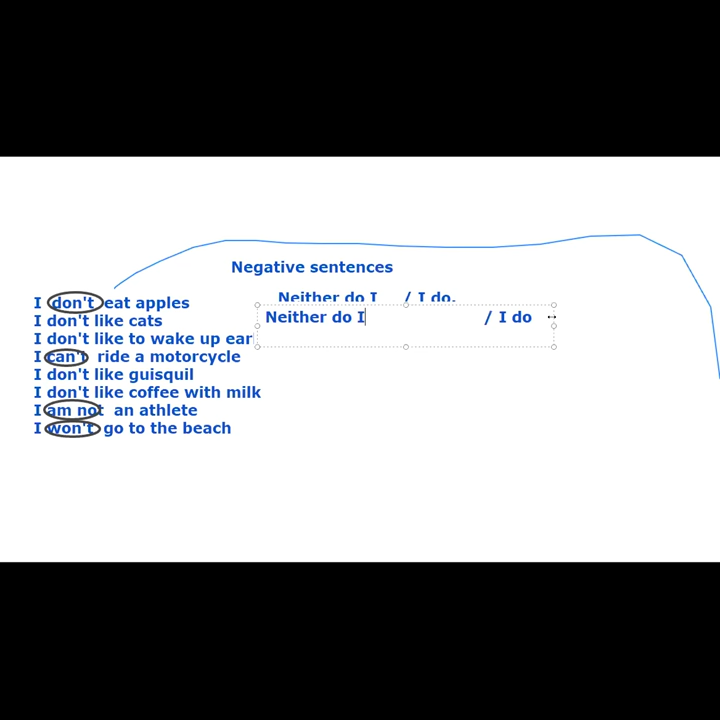 Negative sentences
Neither do I / I do.
Neither do I / I do
I don't eat apples
I don't like cats
I don't like to wake up ear
I can't ride a motorcycle
I don't like guisquil
I don't like coffee with milk
I am not an athlete
I won't go to the beach